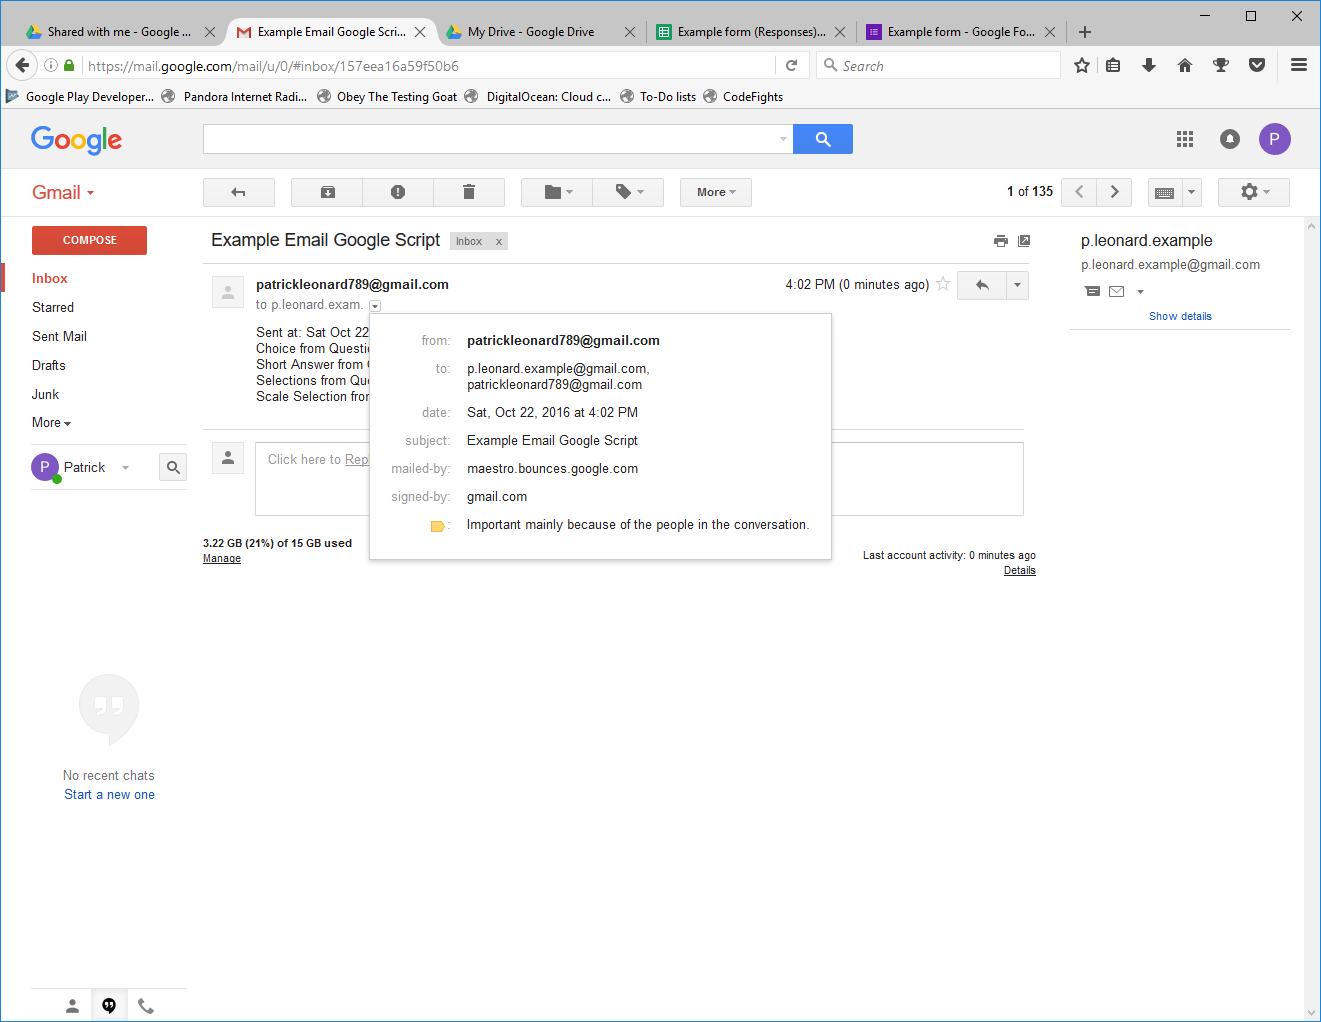 Shared with me - Google ...
Example Email Google Scri...
My Drive - Google Drive
Example form (Responses)...
Example form - Google Fo...
https://mail.google.com/mail/u/0/#inbox/157eea16a59f50b6
Search
Google Play Developer...
Pandora Internet Radi...
Obey The Testing Goat
DigitalOcean: Cloud c...
To-Do lists
CodeFights
Google
P
Gmail
More
1 of 135
COMPOSE
Inbox
Starred
Sent Mail
Drafts
Junk
More
P Patrick
Example Email Google Script
Inbox x
patrickleonard789@gmail.com
4:02 PM (0 minutes ago)
to p.leonard.exam.
Sent at: Sat Oct 22
Choice from Questi
Short Answer from
Selections from Qu
Scale Selection from
from: patrickleonard789@gmail.com
to: p.leonard.example@gmail.com,
patrickleonard789@gmail.com
date: Sat, Oct 22, 2016 at 4:02 PM
subject: Example Email Google Script
mailed-by: maestro.bounces.google.com
signed-by: gmail.com
: Important mainly because of the people in the conversation.
Click here to Repl
3.22 GB (21%) of 15 GB used
Manage
Last account activity: 0 minutes ago
Details
p.leonard.example
p.leonard.example@gmail.com
Show details
No recent chats
Start a new one